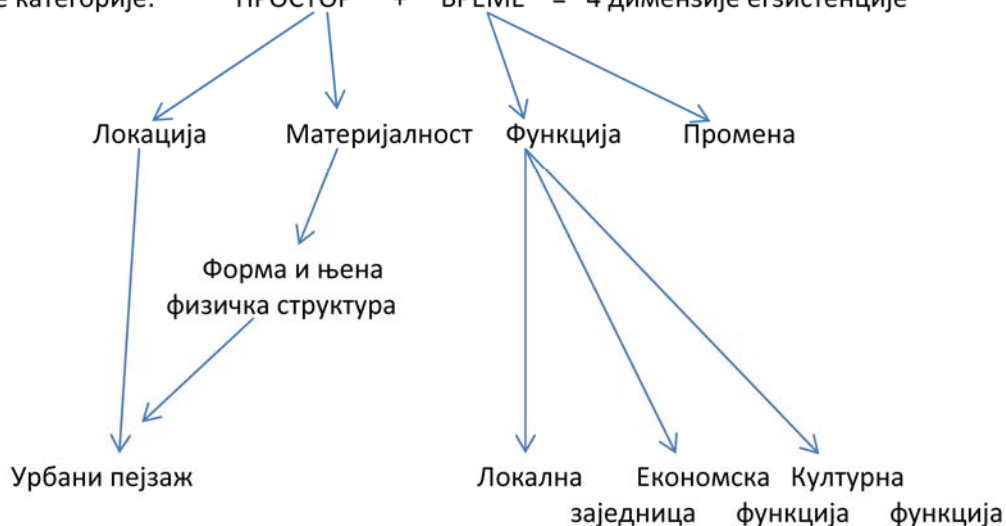 е категорије: ПРОСТОР + ВРЕМЕ = 4 димензије егзистенције
Локација Материјалност Функција Промена
Форма и њена
физичка структура
Урбани пејзаж Локална Економска Културна
заједница функција функција